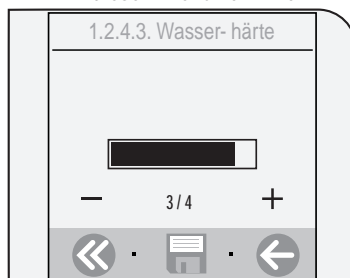 1.2.4.3. Wasser- härte
– 3/4 +